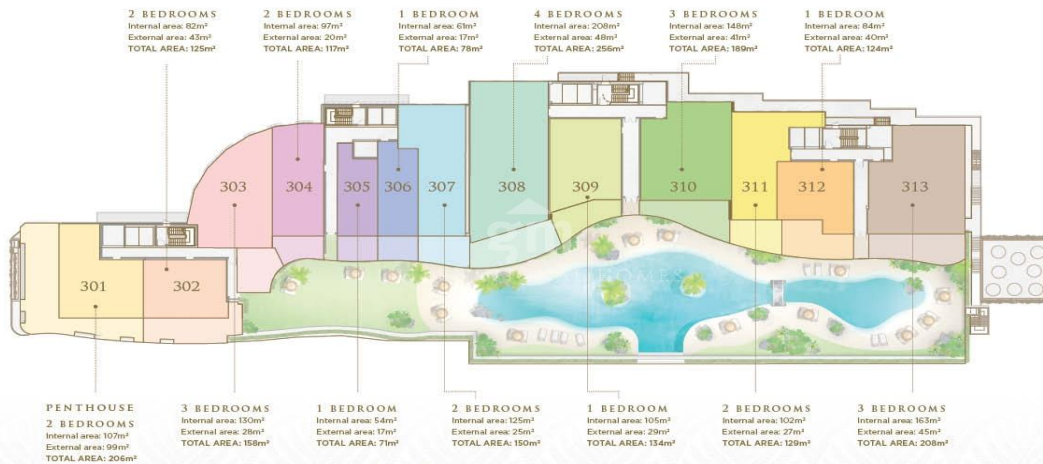 2 BEDROOMS
Internal area: 82m²
External area: 43m²
TOTAL AREA: 125m²
2 BEDROOMS
Internal area: 97m²
External area: 20m²
TOTAL AREA: 117m²
1 BEDROOM
Internal area: 61m²
External area: 17m²
TOTAL AREA: 78m²
4 BEDROOMS
Internal area: 208m²
External area: 48m²
TOTAL AREA: 256m²
3 BEDROOMS
Internal area: 148m²
External area: 41m²
TOTAL AREA: 189m²
1 BEDROOM
Internal area: 84m²
External area: 40m²
TOTAL AREA: 124m²
303
304
305
306
307
308
309
310
311
312
313
301
302
HOMES
PENTHOUSE
2 BEDROOMS
Internal area: 107m²
External area: 99m²
TOTAL AREA: 206m²
3 BEDROOMS
Internal area: 130m²
External area: 28m²
TOTAL AREA: 158m²
1 BEDROOM
Internal area: 54m²
External area: 17m²
TOTAL AREA: 71m²
2 BEDROOMS
Internal area: 125m²
External area: 25m²
TOTAL AREA: 150m²
1 BEDROOM
Internal area: 105m²
External area: 29m²
TOTAL AREA: 134m²
2 BEDROOMS
Internal area: 102m²
External area: 27m²
TOTAL AREA: 129m²
3 BEDROOMS
Internal area: 163m²
External area: 45m²
TOTAL AREA: 208m²